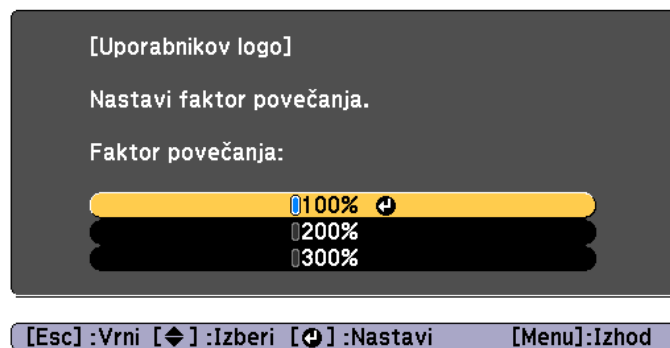 [Uporabnikov logo]
Nastavi faktor povečanja.
Faktor povečanja:
100%
200%
300%
[Esc] :Vrni [◆] :Izberi [⏎] :Nastavi [Menu]:Izhod